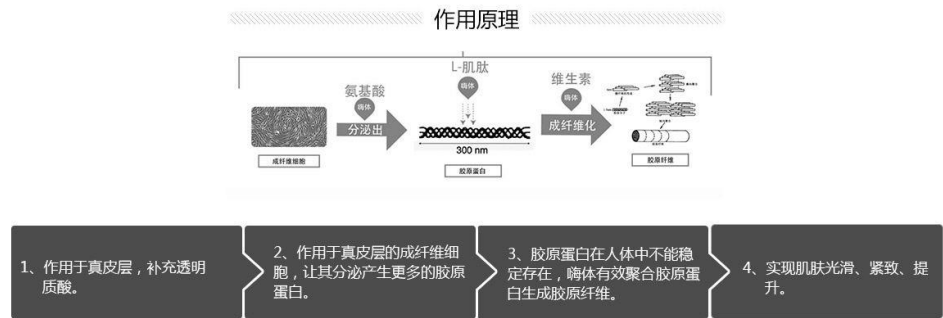 作用原理
L-肌肽
嗨体
氨基酸
嗨体
分泌出
维生素
嗨体
成纤维化
300 nm
成纤维细胞
胶原蛋白
胶原纤维
1、作用于真皮层，补充透明
质酸。
2、作用于真皮层的成纤维细
胞，让其分泌产生更多的胶原
蛋白。
3、胶原蛋白在人体中不能稳
定存在，嗨体有效聚合胶原蛋
白生成胶原纤维。
4、实现肌肤光滑、紧致、提
升。